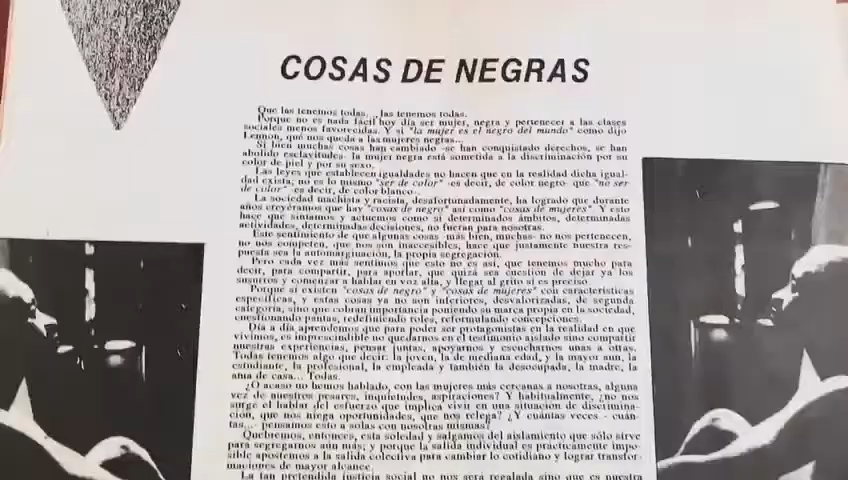 COSAS DE NEGRAS
Que las tenemos todas... las tenemos todas.
Porque no es nada fácil hoy día ser mujer, negra y pertenecer a las clases
sociales menos favorecidas. Y si "la mujer es el negro del mundo" como dijo
Lennon, qué nos queda a las mujeres negras...
Si bien muchas cosas han cambiado -se han conquistado derechos, se han
abolido esclavitudes- la mujer negra está sometida a la discriminación por su
color de piel y por su sexo.
Las leyes que establecen igualdades no hacen que en la realidad dicha igual-
dad exista; no es lo mismo "ser de color" -es decir, de color negro- que "no ser
de color" -es decir, de color blanco-.
La sociedad machista y racista, desafortunadamente, ha logrado que durante
años creyéramos que hay "cosas de negro" así como "cosas de mujeres". Y esto
hace que sintamos y actuemos como si determinados ámbitos, determinadas
actividades, determinadas decisiones, no fueran para nosotras.
Este sentimiento de que algunas cosas -más bien, muchas- no nos pertenecen,
no nos competen, que nos son inaccesibles, hace que justamente nuestra res-
puesta sea la automarginación, la propia segregación.
Pero cada vez más sentimos que esto no es así, que tenemos mucho para
decir, para compartir, para aportar, que quizá sea cuestión de dejar ya los
susurros y comenzar a hablar en voz alta, y llegar al grito si es preciso.
Porque sí existen "cosas de negras" y "cosas de mujeres" con características
específicas, y estas cosas ya no son inferiores, desvalorizadas, de segunda
categoría, sino que cobran importancia poniendo su marca propia en la sociedad,
cuestionando pautas, redefiniendo roles, reformulando concepciones.
Día a día aprendemos que para poder ser protagonistas en la realidad en que
vivimos, es imprescindible no quedarnos en el testimonio aislado sino compartir
nuestras experiencias, pensar juntas, apoyarnos y escucharnos unas a otras.
Todas tenemos algo que decir: la joven, la de mediana edad, y la mayor aún, la
estudiante, la profesional, la empleada y también la desocupada, la madre, la
ama de casa... Todas.
¿O acaso no hemos hablado, con las mujeres más cercanas a nosotras, alguna
vez de nuestros pesares, inquietudes, aspiraciones? Y habitualmente, ¿no nos
surge el hablar del esfuerzo que implica vivir en una situación de discrimina-
ción, que nos niega oportunidades, que nos relega? ¿Y cuántas veces - cuán-
tas...- pensamos esto a solas con nosotras mismas?
Quebremos, entonces, esta soledad y salgamos del aislamiento que sólo sirve
para segregarnos aún más; y porque la salida individual es prácticamente impo-
sible apostemos a la salida colectiva para cambiar lo cotidiano y lograr transfor-
maciones de mayor alcance.
La tan pretendida justicia social no nos será regalada sino que es nuestra